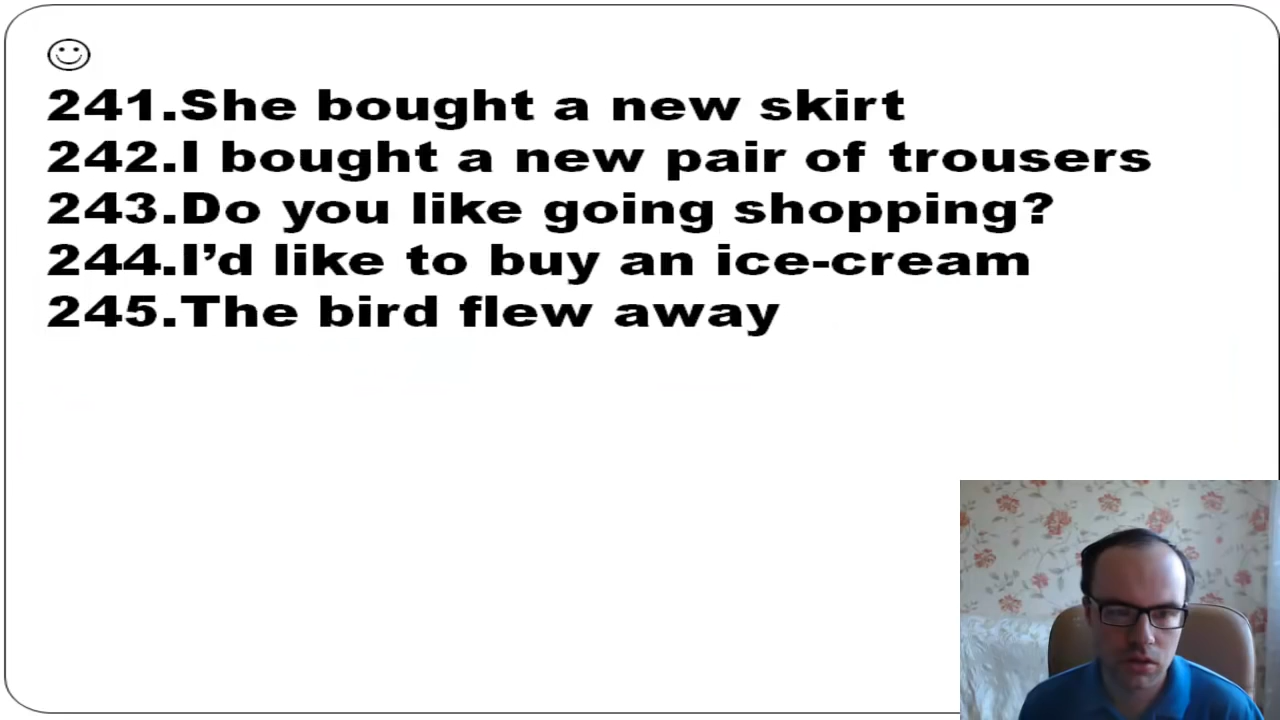 241.She bought a new skirt
242.I bought a new pair of trousers
243.Do you like going shopping?
244.I’d like to buy an ice-cream
245.The bird flew away